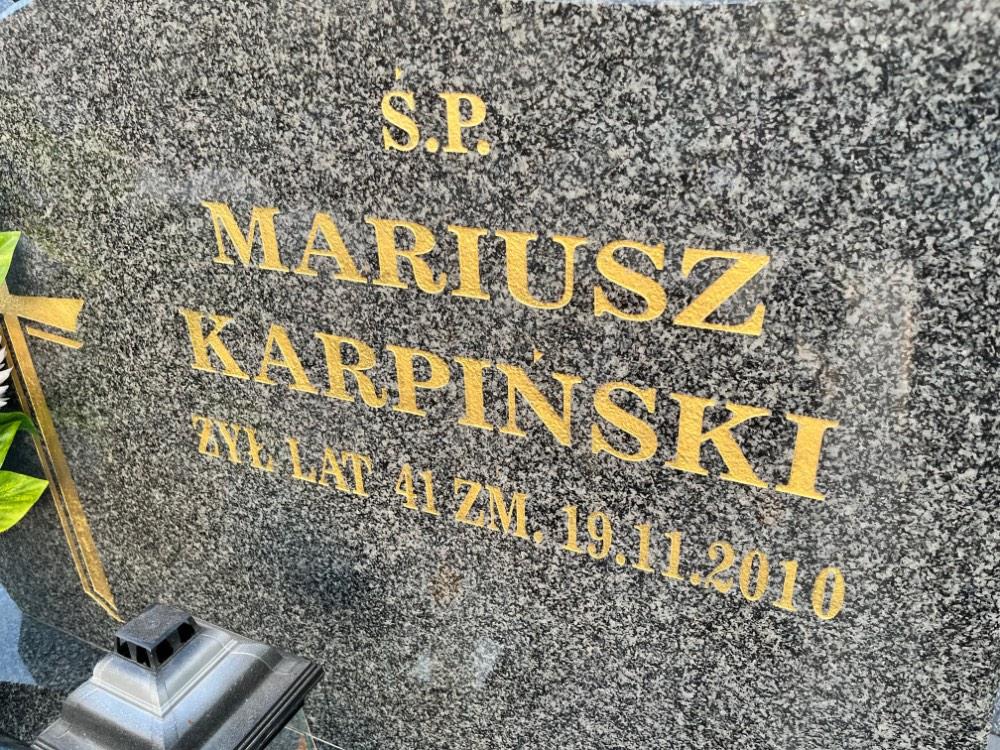 Ś.P.
MARIUSZ
KARPIŃSKI
ŻYŁ LAT 41 ZM. 19.11.2010